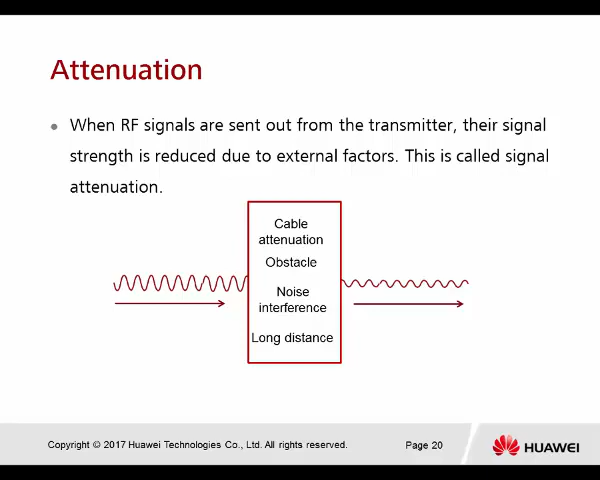 Attenuation
● When RF signals are sent out from the transmitter, their signal
strength is reduced due to external factors. This is called signal
attenuation.
Cable
attenuation
Obstacle
Noise
interference
Long distance
Copyright © 2017 Huawei Technologies Co., Ltd. All rights reserved.
Page 20
HUAWEI